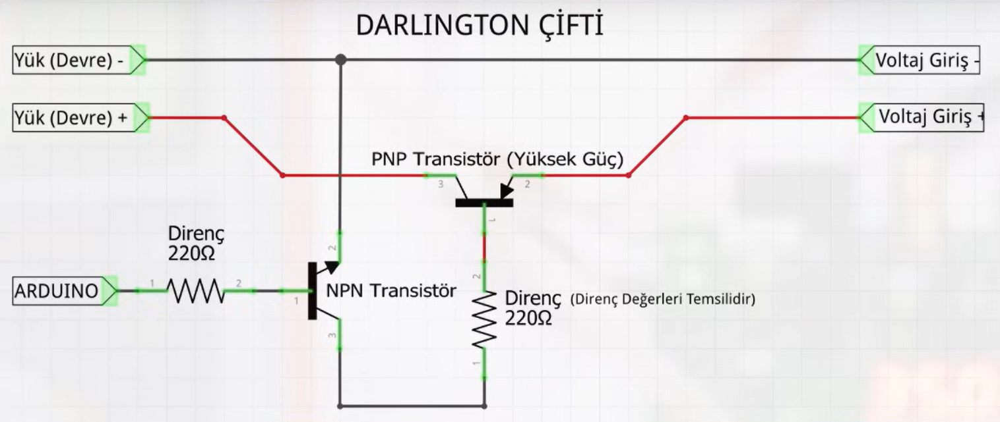 DARLINGTON ÇİFTİ
Yük (Devre) -
Voltaj Giriş -
Yük (Devre) +
Voltaj Giriş +
PNP Transistör (Yüksek Güç)
3
2
1
Direnç
220Ω
2
2
ARDUINO
1
2
1
NPN Transistör
Direnç (Direnç Değerleri Temsilidir)
220Ω
3
1